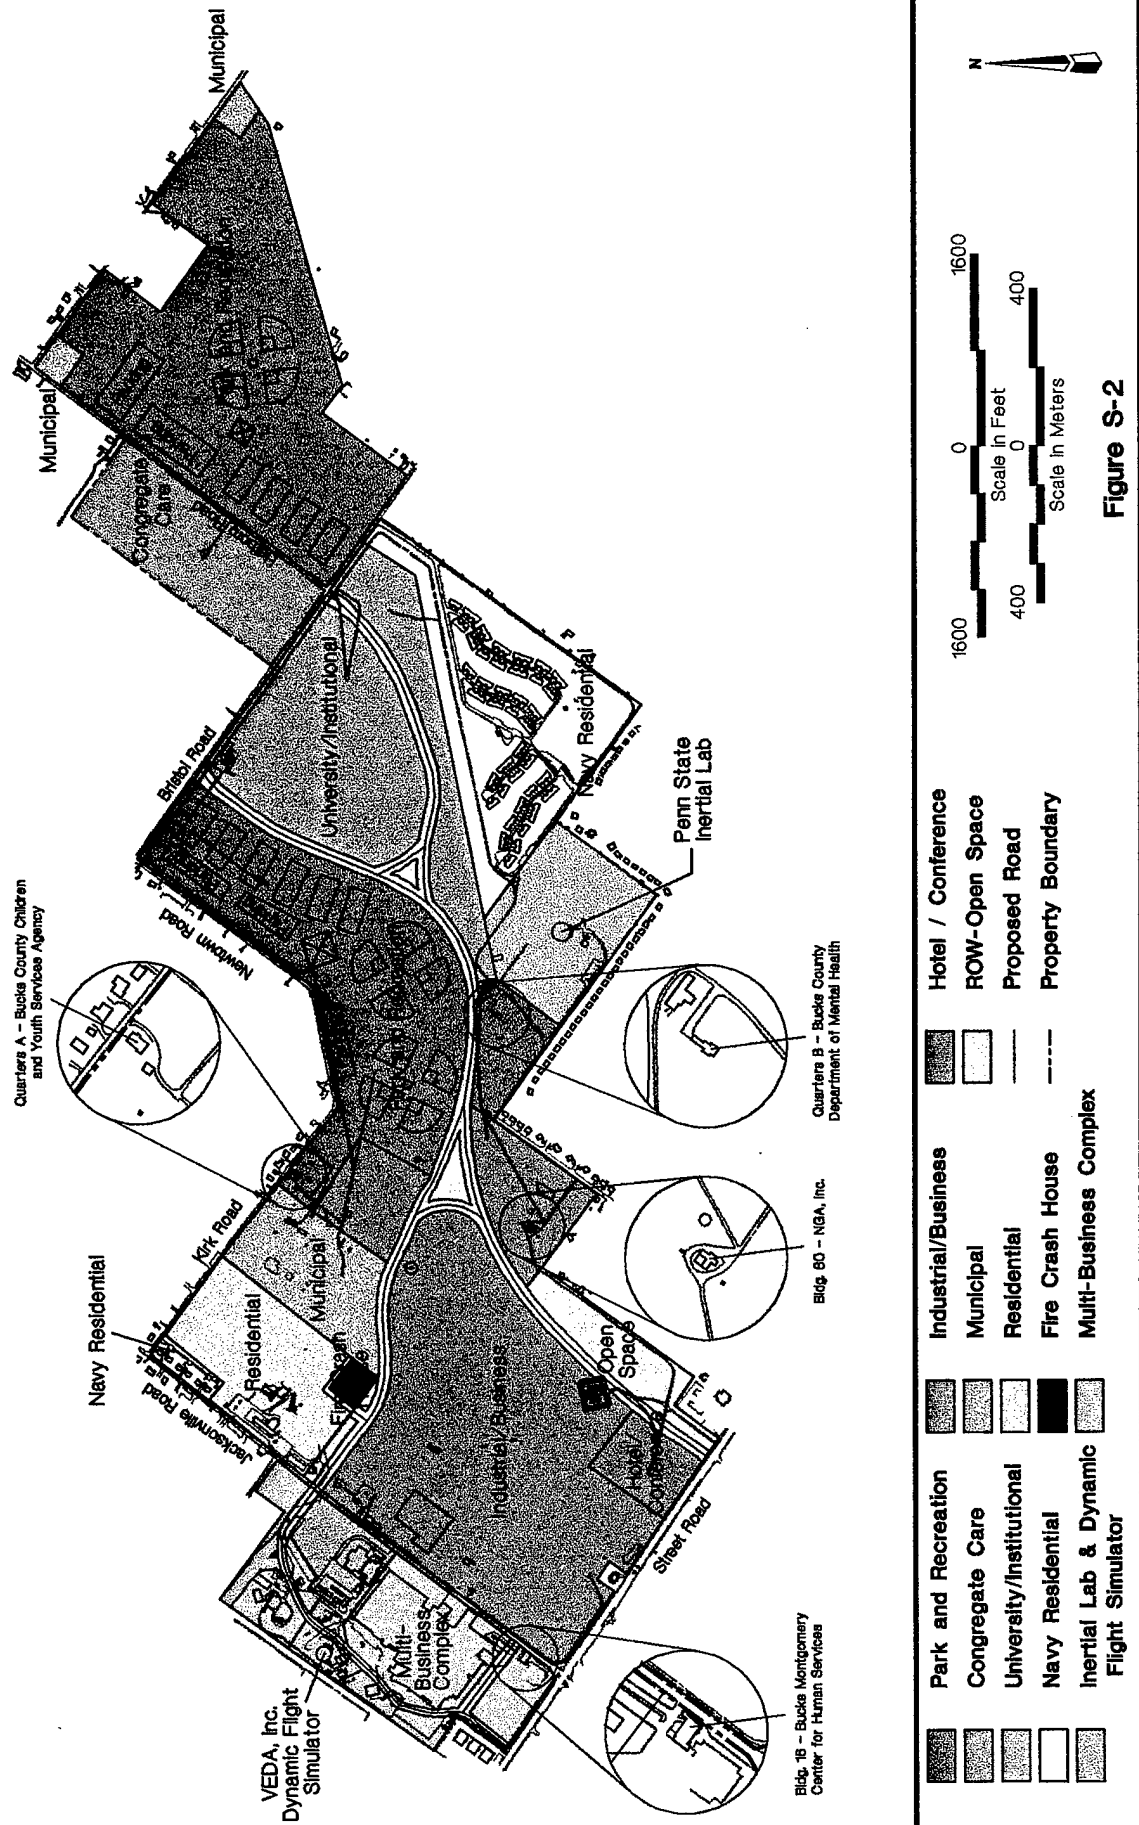 Municipal
Municipal
Congregate
Care
Bristol Road
University/Institutional
Navy Residential
Newtown Road
Penn State
Inertial Lab
Quarters A - Bucks County Children
and Youth Services Agency
Quarters B - Bucks County
Department of Mental Health
Kirk Road
Municipal
Navy Residential
Residential
Jacksonville Road
Industrial/Business
Open
Space
Bldg. 60 - NGA, Inc.
Hotel/
Conference
Street Road
Multi-
Business
Complex
VEDA, Inc.
Dynamic Flight
Simulator
Bldg. 16 - Bucks Montgomery
Center for Human Services
Park and Recreation
Congregate Care
University/Institutional
Navy Residential
Inertial Lab & Dynamic
Flight Simulator
Industrial/Business
Municipal
Residential
Fire Crash House
Multi-Business Complex
Hotel / Conference
ROW-Open Space
Proposed Road
Property Boundary
1600 0 1600
Scale in Feet
400 0 400
Scale in Meters
N
Figure S-2